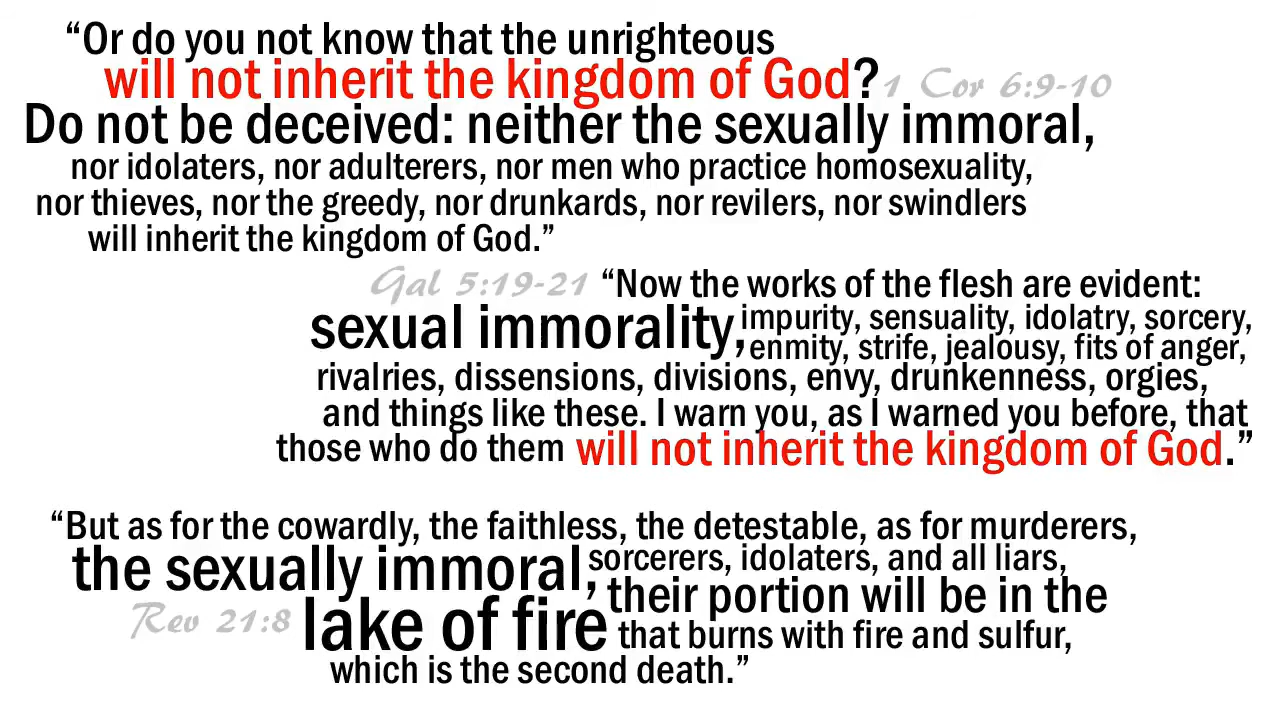 “Or do you not know that the unrighteous
will not inherit the kingdom of God? 1 Cor 6:9-10
Do not be deceived: neither the sexually immoral,
nor idolaters, nor adulterers, nor men who practice homosexuality,
nor thieves, nor the greedy, nor drunkards, nor revilers, nor swindlers
will inherit the kingdom of God.”
Gal 5:19-21 “Now the works of the flesh are evident:
sexual immorality, impurity, sensuality, idolatry, sorcery,
enmity, strife, jealousy, fits of anger,
rivalries, dissensions, divisions, envy, drunkenness, orgies,
and things like these. I warn you, as I warned you before, that
those who do them will not inherit the kingdom of God.”
“But as for the cowardly, the faithless, the detestable, as for murderers,
the sexually immoral, sorcerers, idolaters, and all liars,
their portion will be in the
Rev 21:8 lake of fire that burns with fire and sulfur,
which is the second death.”